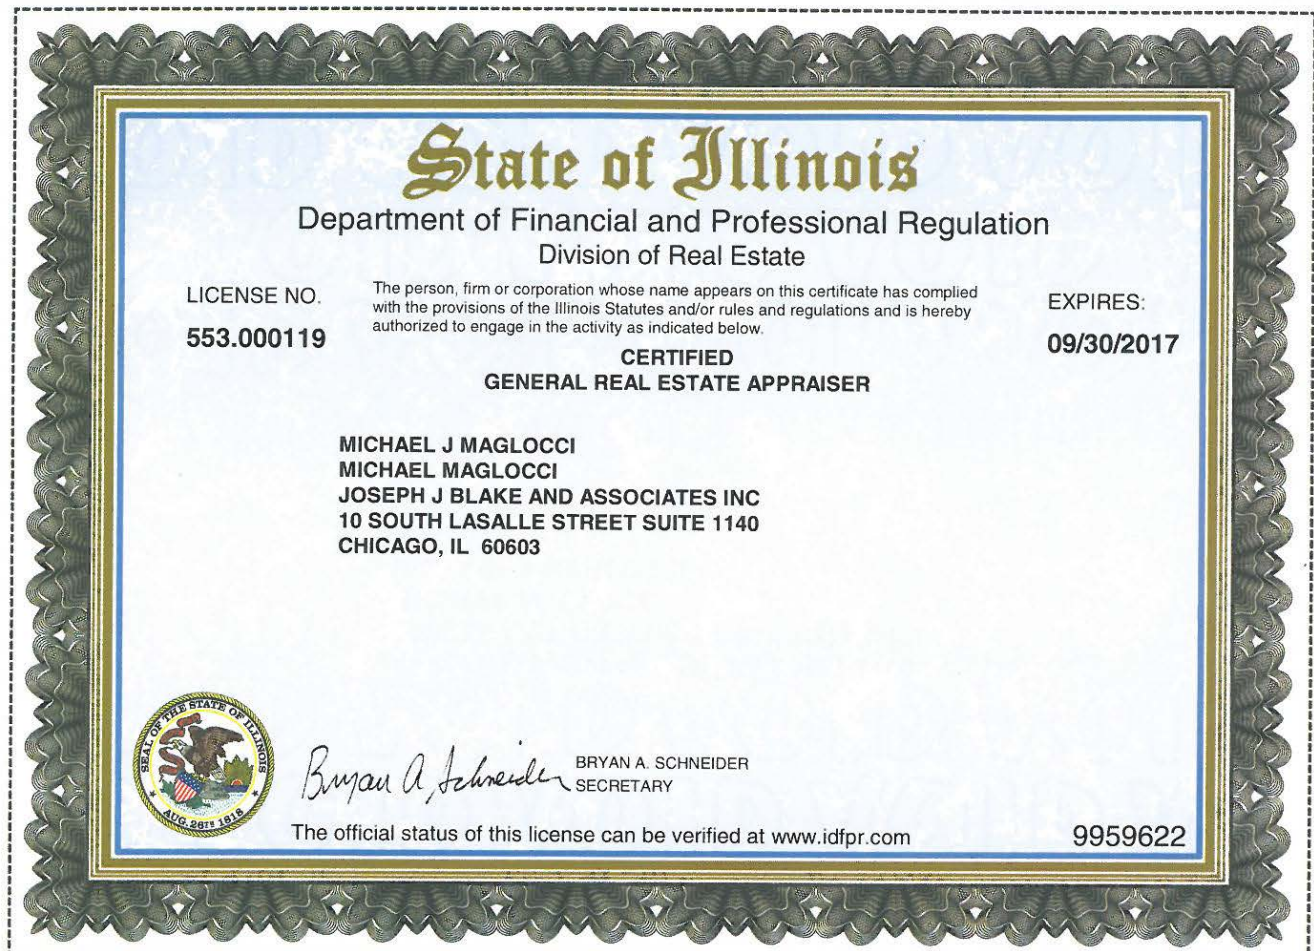 State of Illinois
Department of Financial and Professional Regulation
Division of Real Estate
LICENSE NO.
553.000119
The person, firm or corporation whose name appears on this certificate has complied
with the provisions of the Illinois Statutes and/or rules and regulations and is hereby
authorized to engage in the activity as indicated below.
EXPIRES:
09/30/2017
CERTIFIED
GENERAL REAL ESTATE APPRAISER
MICHAEL J MAGLOCCI
MICHAEL MAGLOCCI
JOSEPH J BLAKE AND ASSOCIATES INC
10 SOUTH LASALLE STREET SUITE 1140
CHICAGO, IL 60603
SEAL OF THE STATE OF ILLINOIS
AUG. 26TH 1818
Bryan A. Schneider
BRYAN A. SCHNEIDER
SECRETARY
The official status of this license can be verified at www.idfpr.com
9959622